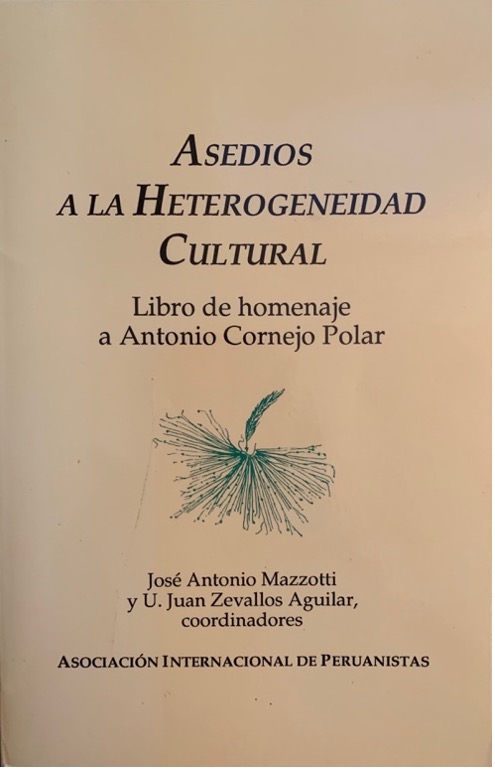 ASEDIOS
A LA HETEROGENEIDAD
CULTURAL
Libro de homenaje
a Antonio Cornejo Polar
José Antonio Mazzotti
y U. Juan Zevallos Aguilar,
coordinadores
ASOCIACIÓN INTERNACIONAL DE PERUANISTAS